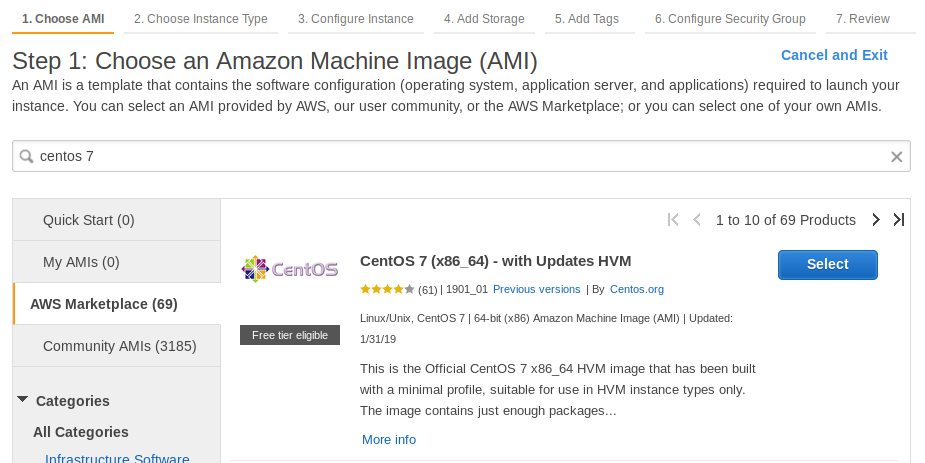 1. Choose AMI 2. Choose Instance Type 3. Configure Instance 4. Add Storage 5. Add Tags 6. Configure Security Group 7. Review
Step 1: Choose an Amazon Machine Image (AMI) Cancel and Exit
An AMI is a template that contains the software configuration (operating system, application server, and applications) required to launch your
instance. You can select an AMI provided by AWS, our user community, or the AWS Marketplace; or you can select one of your own AMIs.
centos 7
Quick Start (0)
My AMIs (0)
AWS Marketplace (69)
Community AMIs (3185)
Categories
All Categories
Infrastructure Software
1 to 10 of 69 Products
CentOS
Free tier eligible
CentOS 7 (x86_64) - with Updates HVM
Select
(61) | 1901_01 Previous versions | By Centos.org
Linux/Unix, CentOS 7 | 64-bit (x86) Amazon Machine Image (AMI) | Updated:
1/31/19
This is the Official CentOS 7 x86_64 HVM image that has been built
with a minimal profile, suitable for use in HVM instance types only.
The image contains just enough packages...
More info